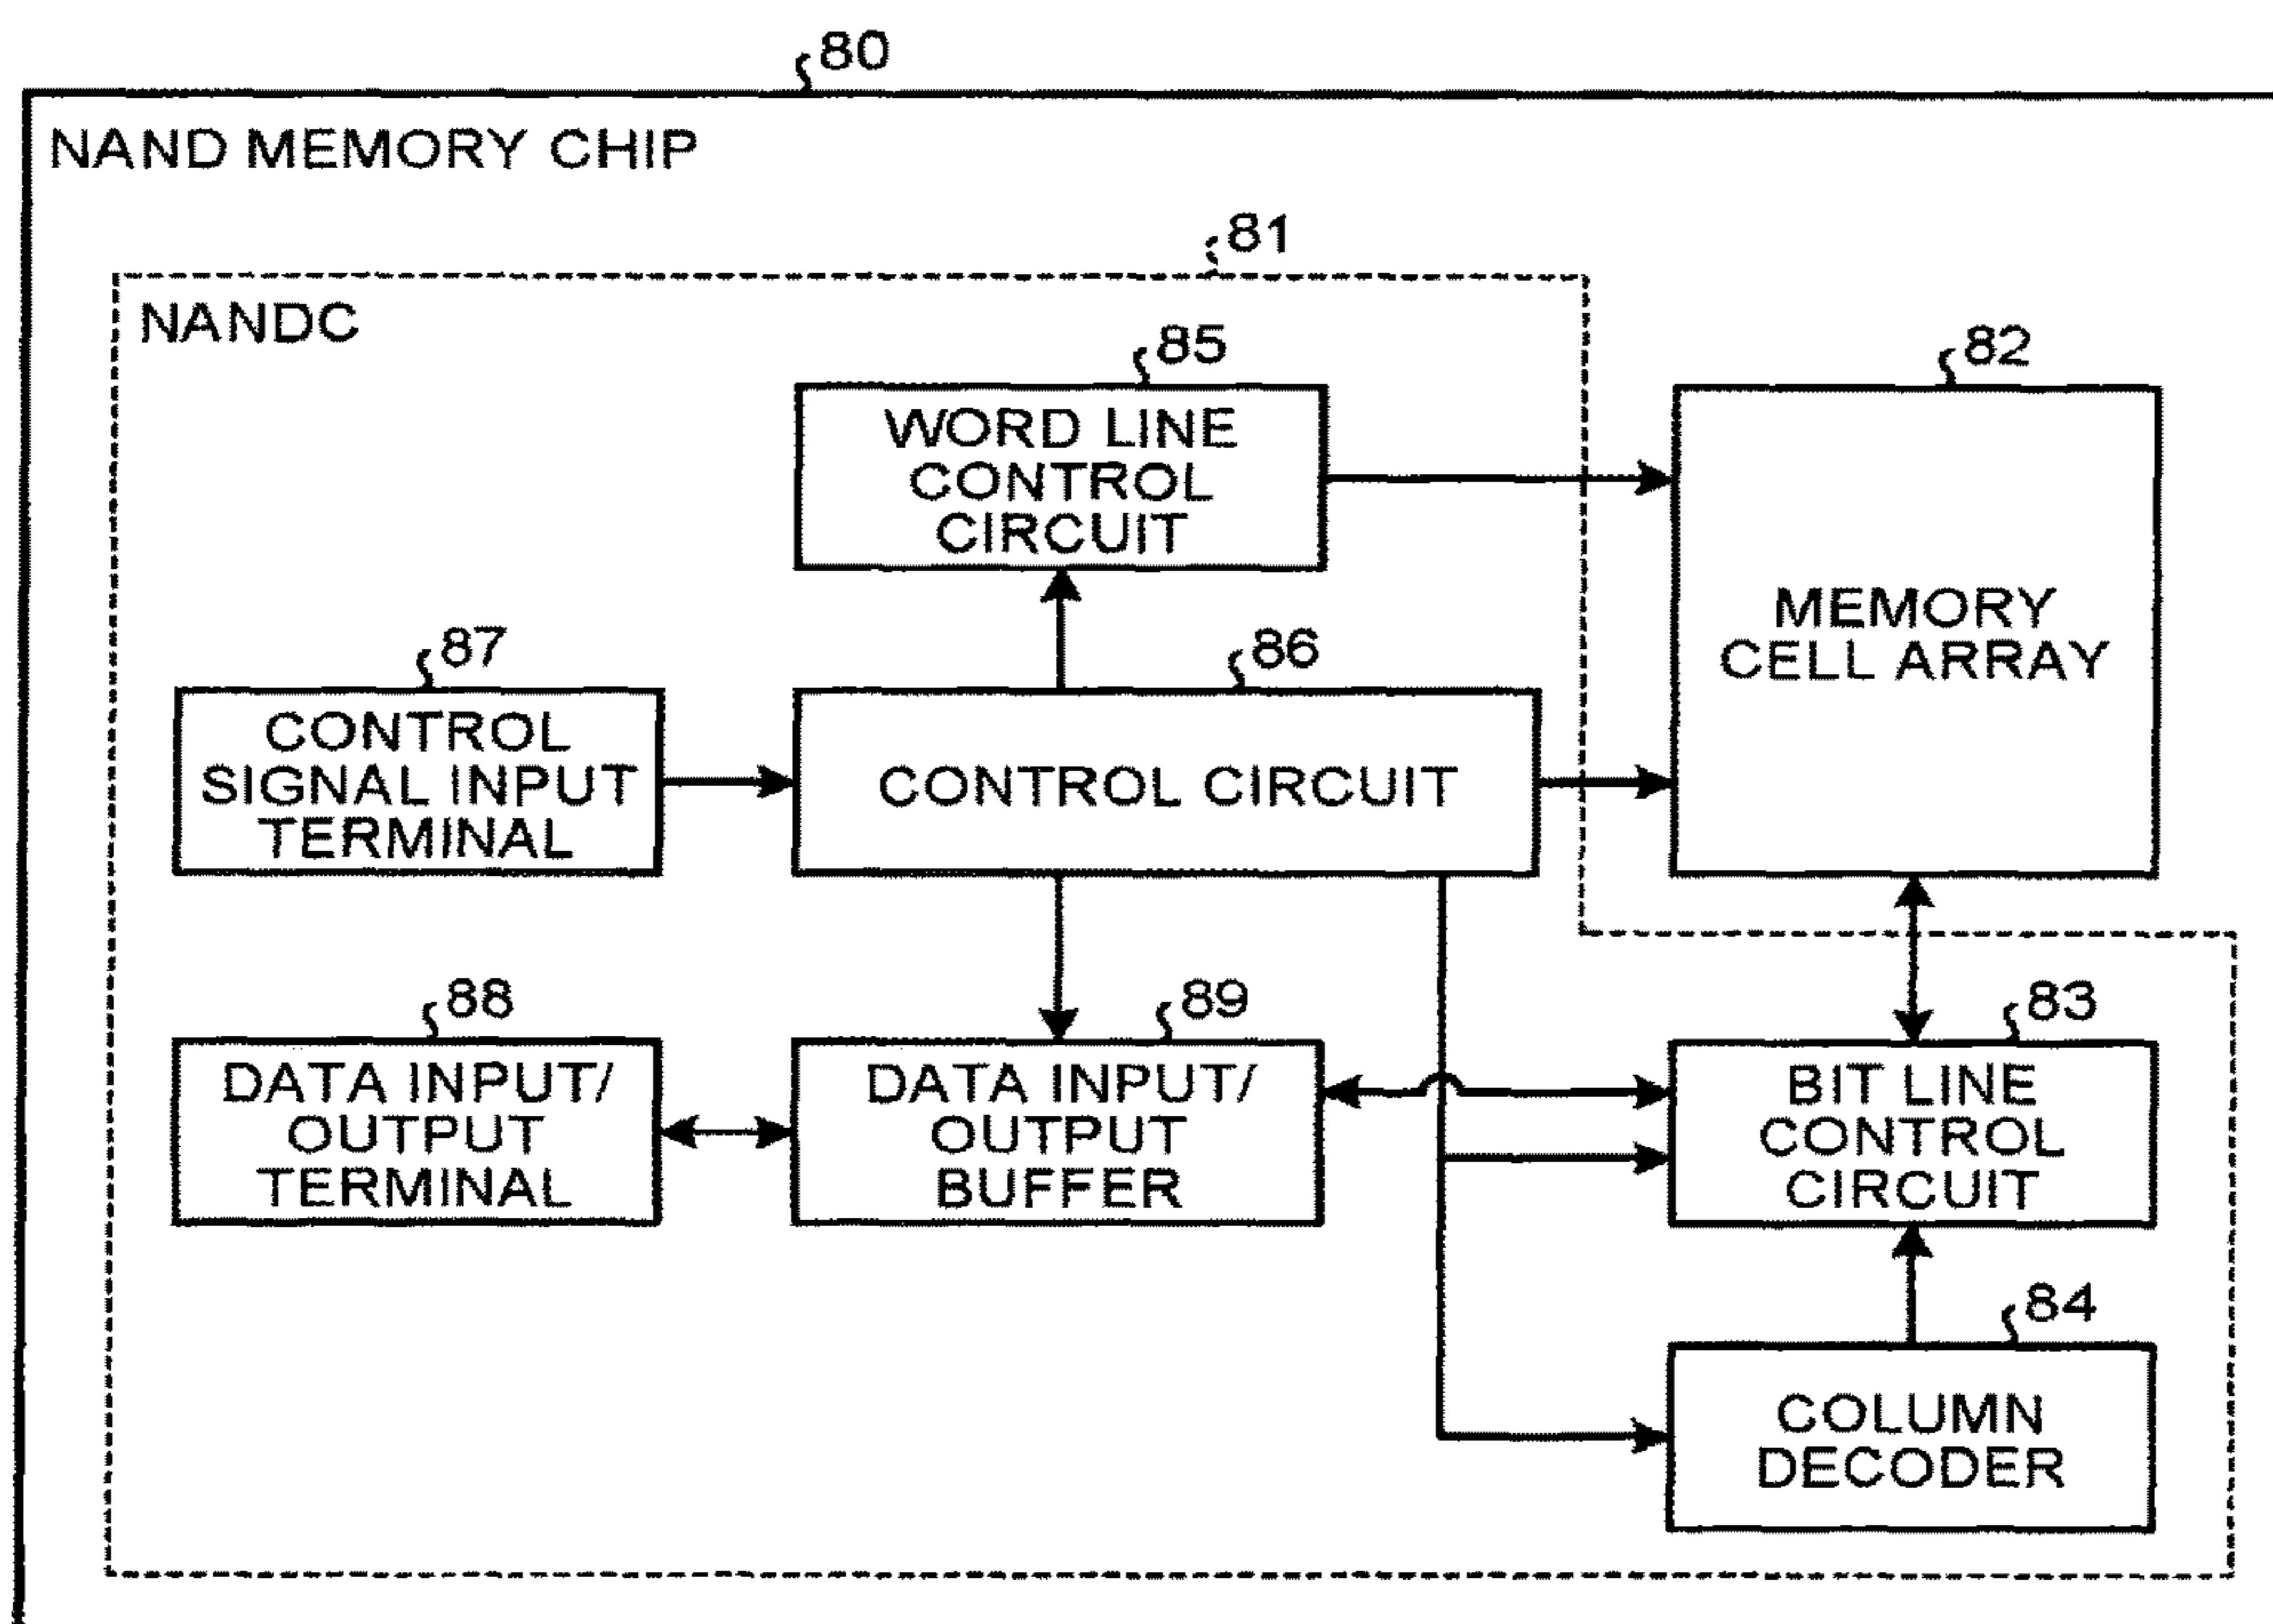 80
NAND MEMORY CHIP
81
NANDC
85
WORD LINE
CONTROL
CIRCUIT
82
MEMORY
CELL ARRAY
87
CONTROL
SIGNAL INPUT
TERMINAL
86
CONTROL CIRCUIT
88
DATA INPUT/
OUTPUT
TERMINAL
89
DATA INPUT/
OUTPUT
BUFFER
83
BIT LINE
CONTROL
CIRCUIT
84
COLUMN
DECODER